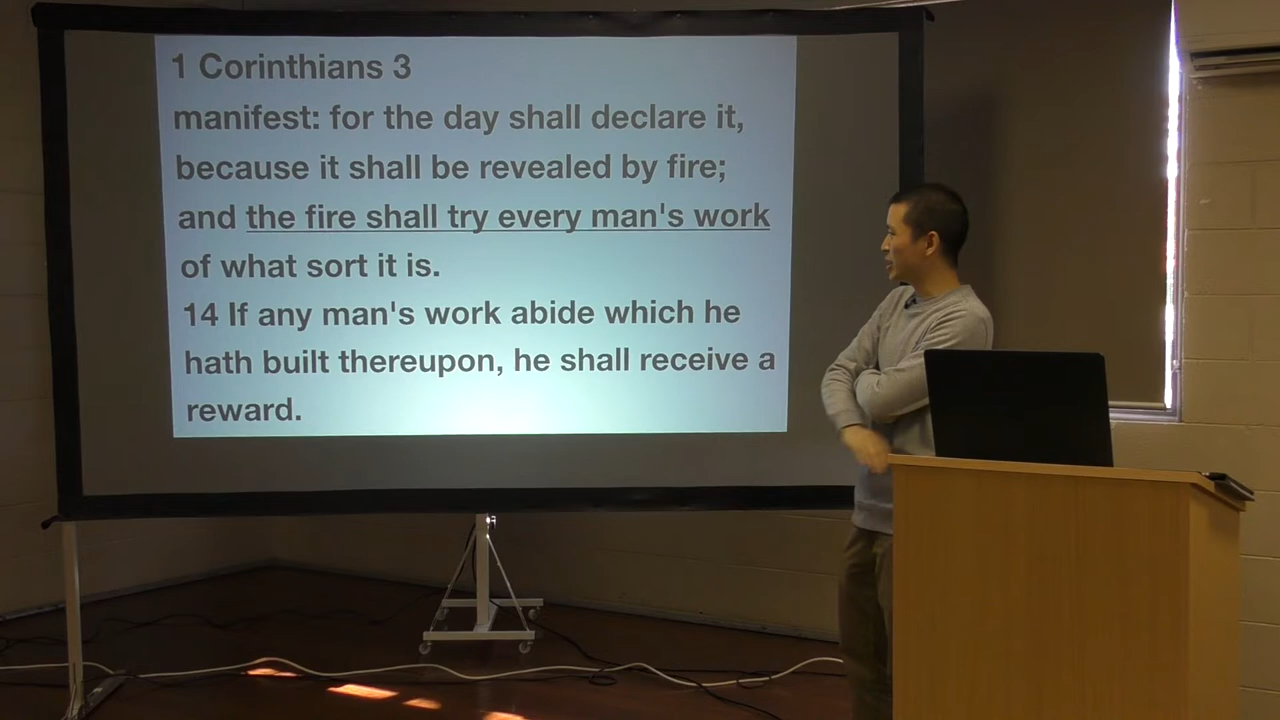 1 Corinthians 3
manifest: for the day shall declare it,
because it shall be revealed by fire;
and the fire shall try every man's work
of what sort it is.
14 If any man's work abide which he
hath built thereupon, he shall receive a
reward.